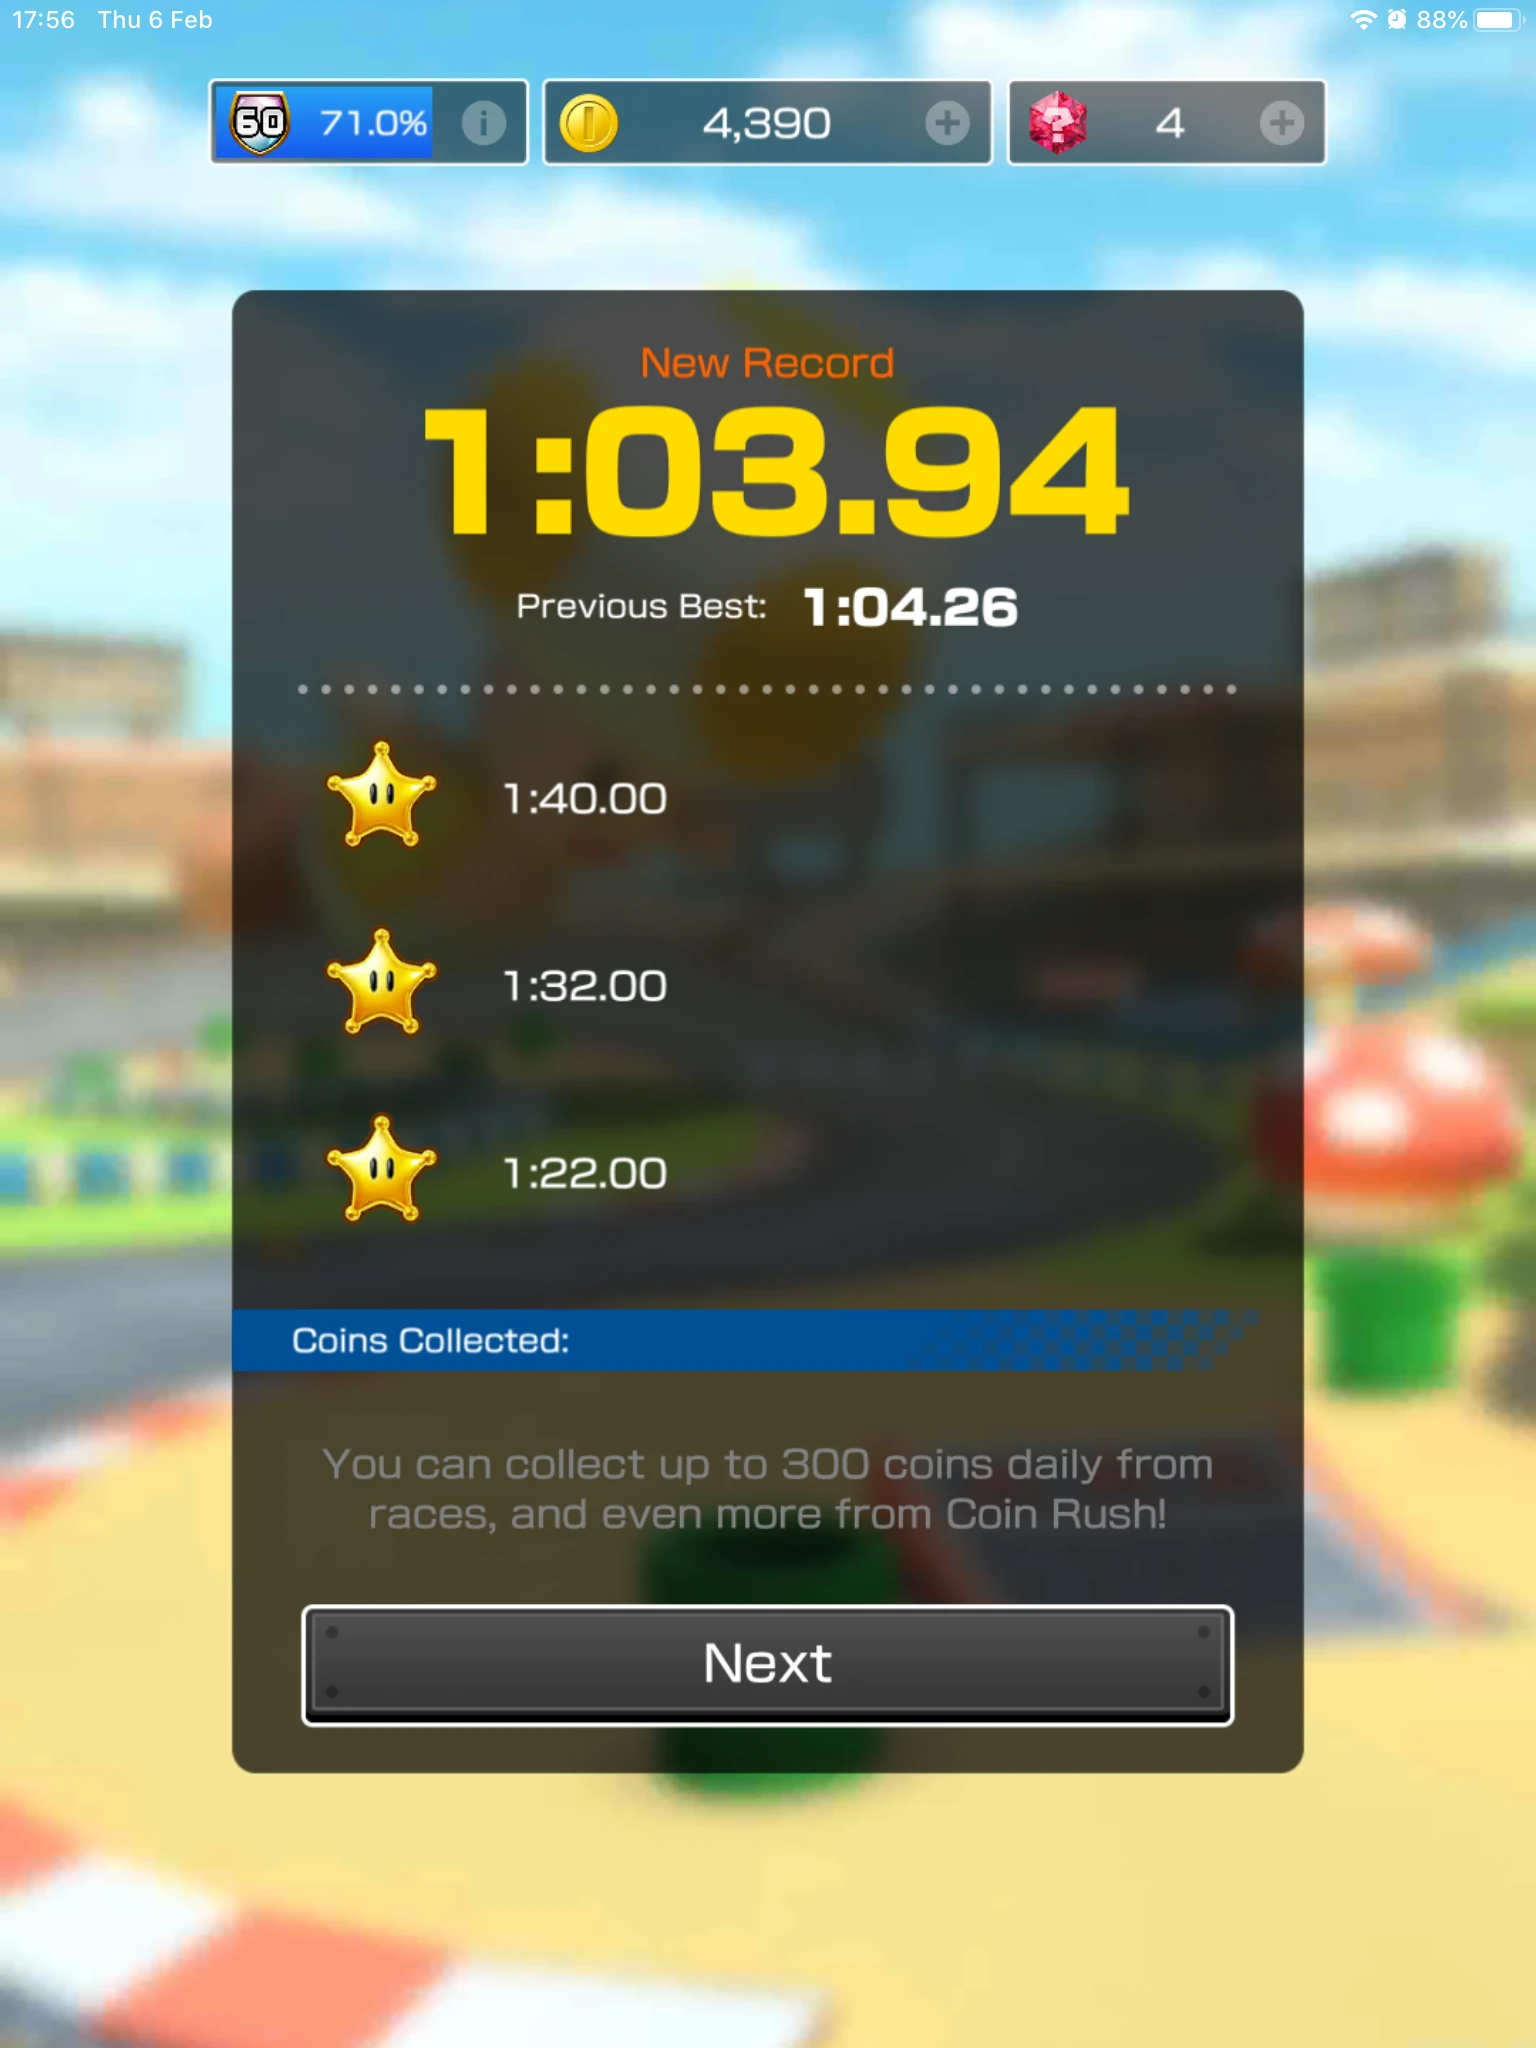 17:56 Thu 6 Feb 88%
60 71.0% i 4,390 + ? 4 +
New Record
1:03.94
Previous Best: 1:04.26
1:40.00
1:32.00
1:22.00
Coins Collected:
You can collect up to 300 coins daily from
races, and even more from Coin Rush!
Next